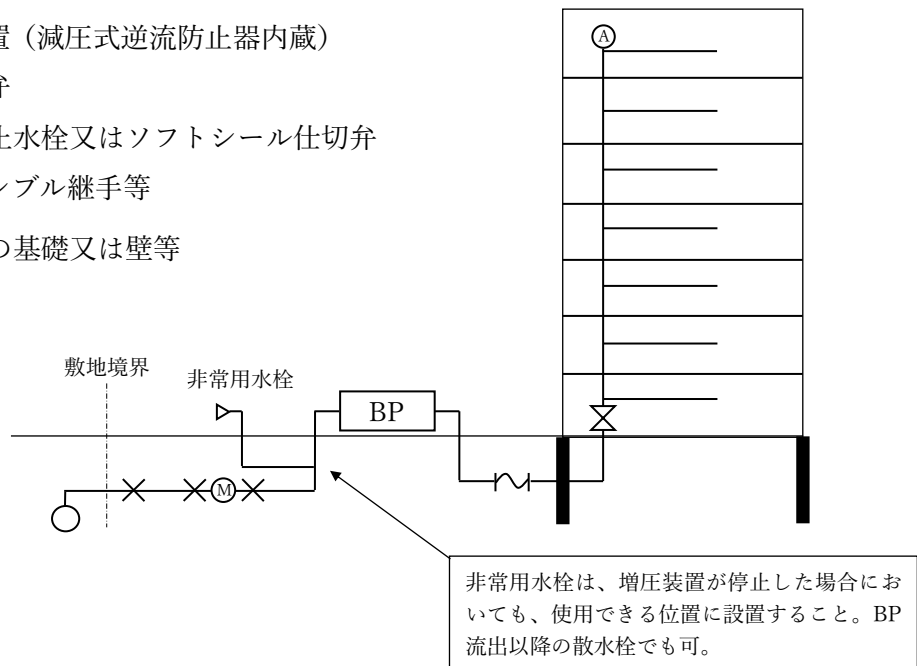 置（減圧式逆流防止器内蔵）
弁
止水栓又はソフトシール仕切弁
シブル継手等
の基礎又は壁等
A
敷地境界
非常用水栓
BP
M
非常用水栓は、増圧装置が停止した場合にお
いても、使用できる位置に設置すること。BP
流出以降の散水栓でも可。